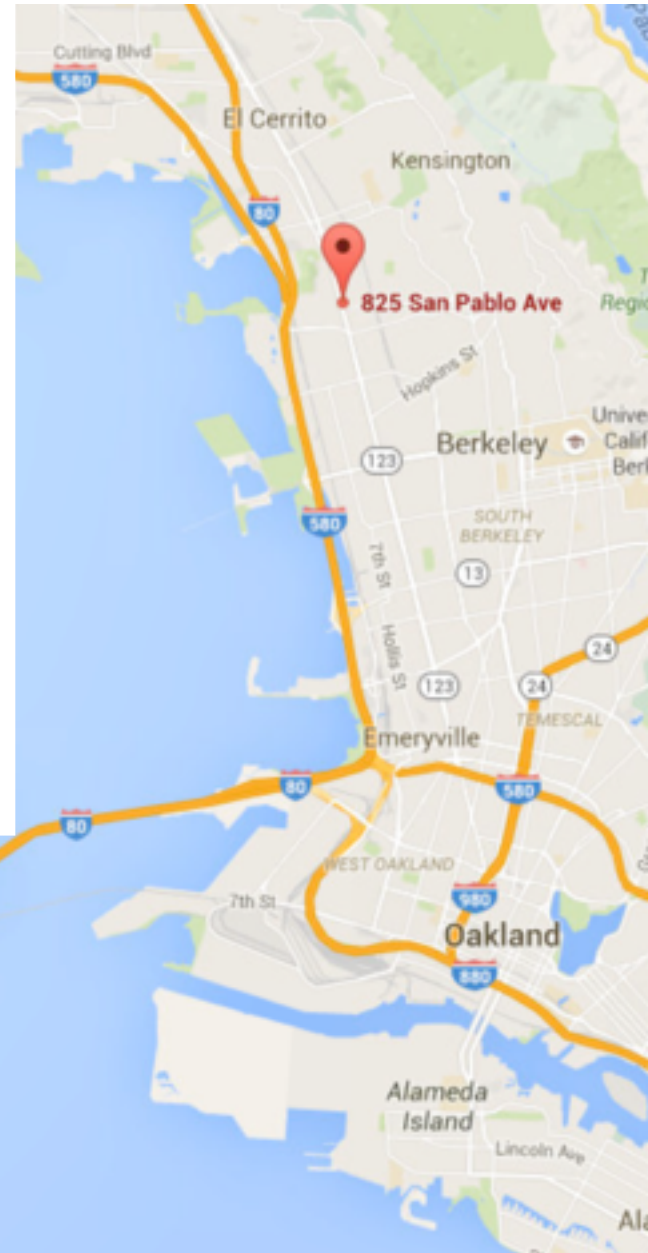 Cutting Blvd
580
El Cerrito
Kensington
80
825 San Pablo Ave
Regio
Hopkins St
Berkeley
Unive
Calif
Berk
123
580
SOUTH
BERKELEY
7th St
13
Hollis St
24
123
24
TEMESCAL
Emeryville
80
580
80
WEST OAKLAND
7th St
980
Oakland
880
Alameda
Island
Lincoln Ave
Ala